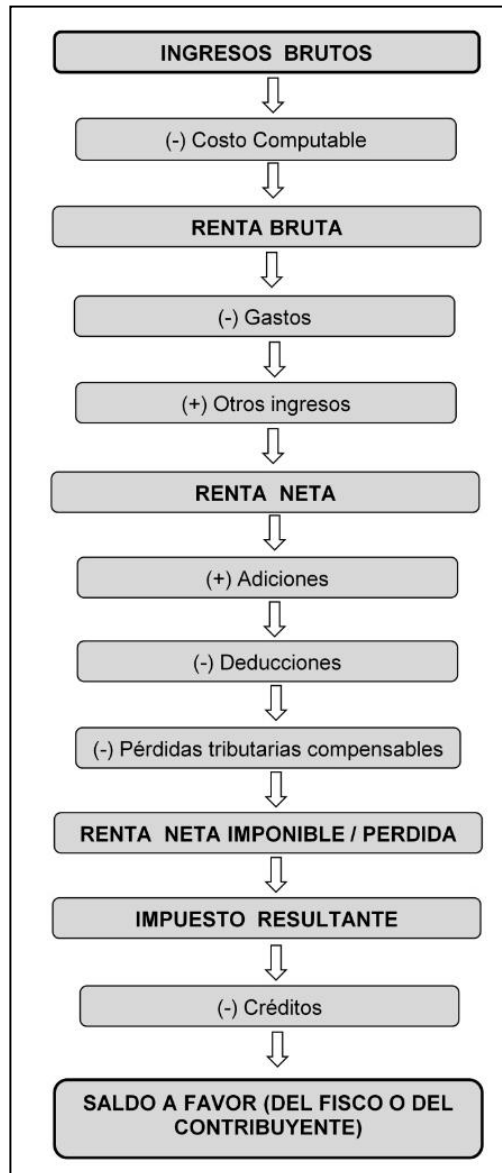 INGRESOS BRUTOS
(-) Costo Computable
RENTA BRUTA
(-) Gastos
(+) Otros ingresos
RENTA NETA
(+) Adiciones
(-) Deducciones
(-) Pérdidas tributarias compensables
RENTA NETA IMPONIBLE / PERDIDA
IMPUESTO RESULTANTE
(-) Créditos
SALDO A FAVOR (DEL FISCO O DEL
CONTRIBUYENTE)